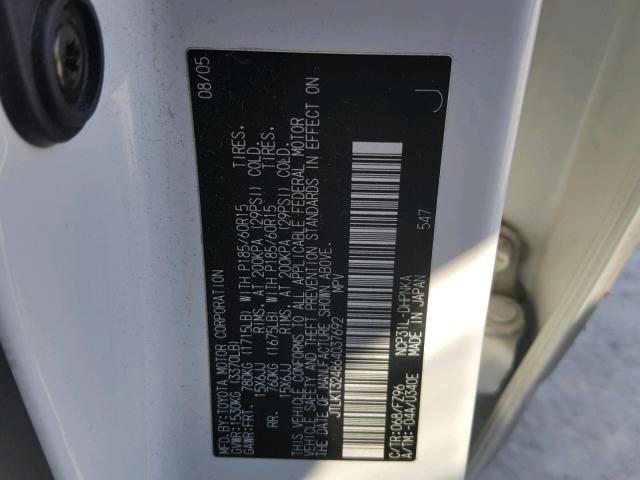 MFD.BY:TOYOTA MOTOR CORPORATION 08/05
GVWR:1530KG (3370LB)
GAWR:FRT. 780KG (1715LB) WITH P185/60R15 TIRES.
15X6JJ RIMS, AT 200KPA (29PSI) COLD.
RR. 760KG (1675LB) WITH P185/60R15 TIRES.
15X6JJ RIMS, AT 200KPA (29PSI) COLD.
THIS VEHICLE CONFORMS TO ALL APPLICABLE FEDERAL MOTOR
VEHICLE SAFETY AND THEFT PREVENTION STANDARDS IN EFFECT ON
THE DATE OF MANUFACTURE SHOWN ABOVE.
JTLKT324864037692 MPV
C/TR:068/FZ96 NCP31L-DHPNKA
A/TM:-04A/U340E MADE IN JAPAN
547
J